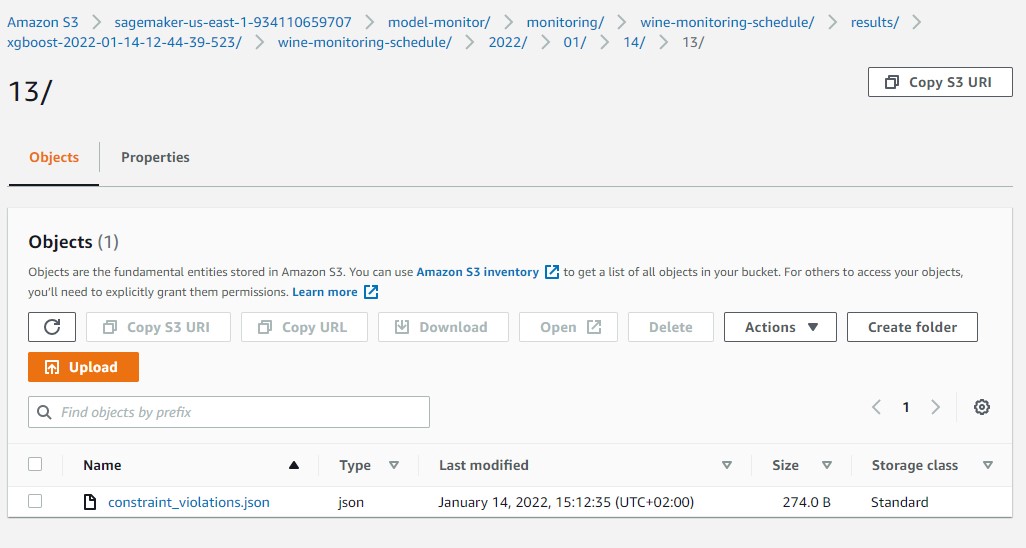 Amazon S3 > sagemaker-us-east-1-934110659707 > model-monitor/ > monitoring/ > wine-monitoring-schedule/ > results/ >
xgboost-2022-01-14-12-44-39-523/ > wine-monitoring-schedule/ > 2022/ > 01/ > 14/ > 13/
13/
Copy S3 URI
Objects Properties
Objects (1)
Objects are the fundamental entities stored in Amazon S3. You can use Amazon S3 inventory to get a list of all objects in your bucket. For others to access your objects,
you'll need to explicitly grant them permissions. Learn more
Copy S3 URI Copy URL Download Open Delete Actions Create folder
Upload
Find objects by prefix
1
Name Type Last modified Size Storage class
constraint_violations.json json January 14, 2022, 15:12:35 (UTC+02:00) 274.0 B Standard